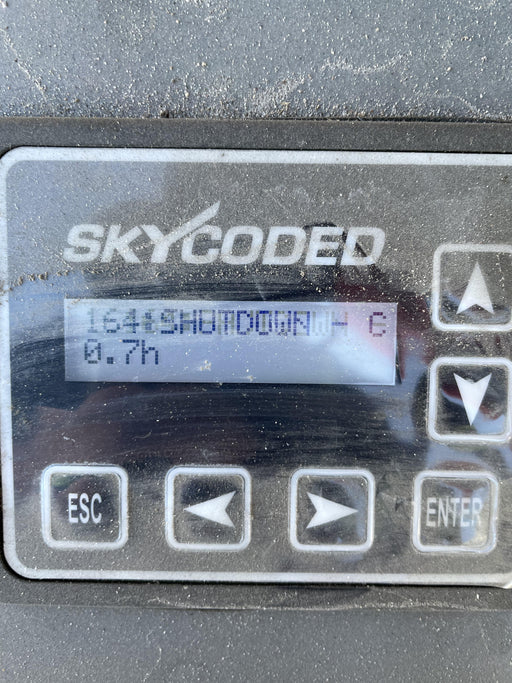 SKYCODED
164:SHUTDOWN
0.7h
ESC
ENTER